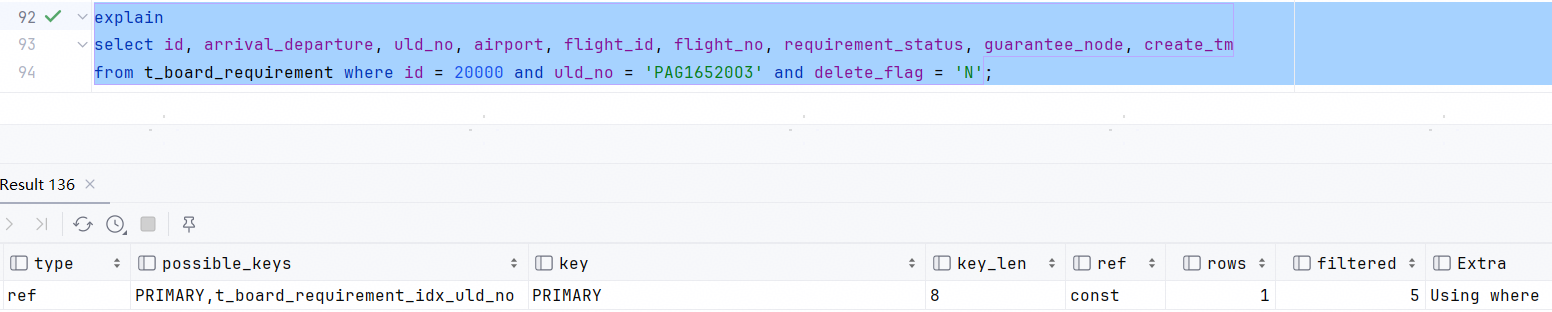 92 explain
93 select id, arrival_departure, uld_no, airport, flight_id, flight_no, requirement_status, guarantee_node, create_tm
94 from t_board_requirement where id = 20000 and uld_no = 'PAG1652003' and delete_flag = 'N';
Result 136
type possible_keys key key_len ref rows filtered Extra
ref PRIMARY,t_board_requirement_idx_uld_no PRIMARY 8 const 1 5 Using where